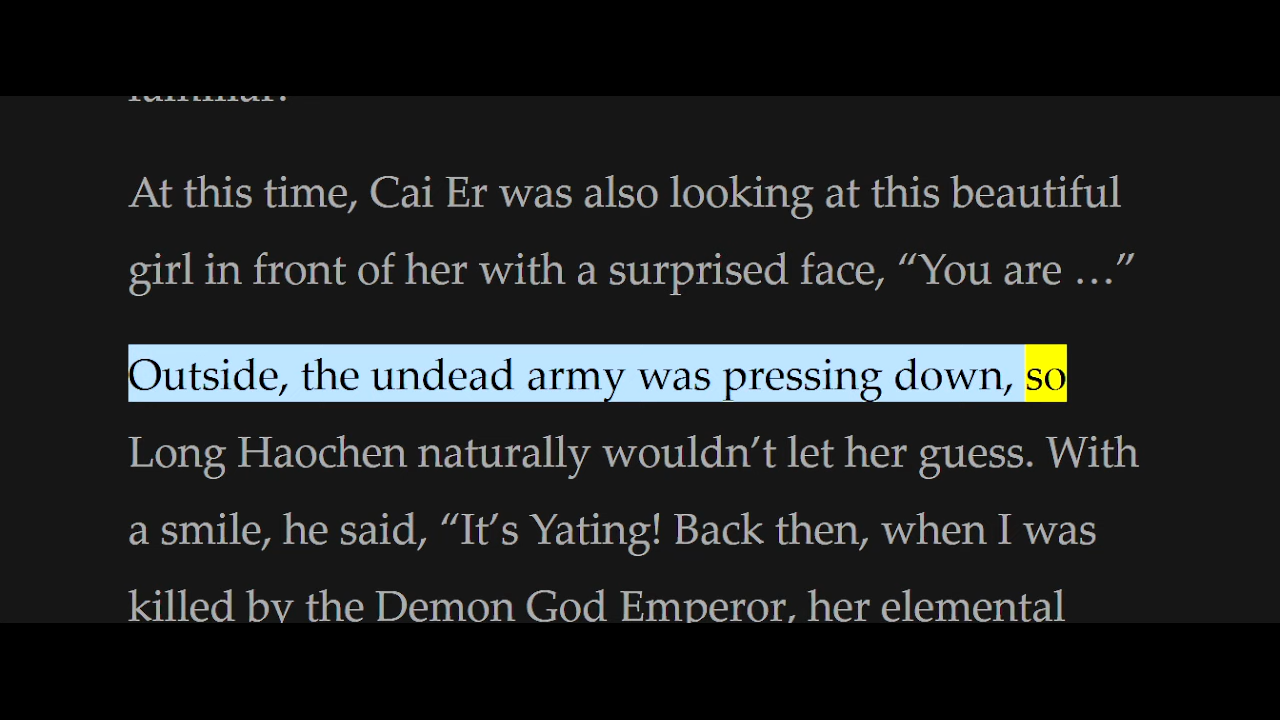 familiar.
At this time, Cai Er was also looking at this beautiful
girl in front of her with a surprised face, “You are …”
Outside, the undead army was pressing down, so
Long Haochen naturally wouldn’t let her guess. With
a smile, he said, “It’s Yating! Back then, when I was
killed by the Demon God Emperor, her elemental